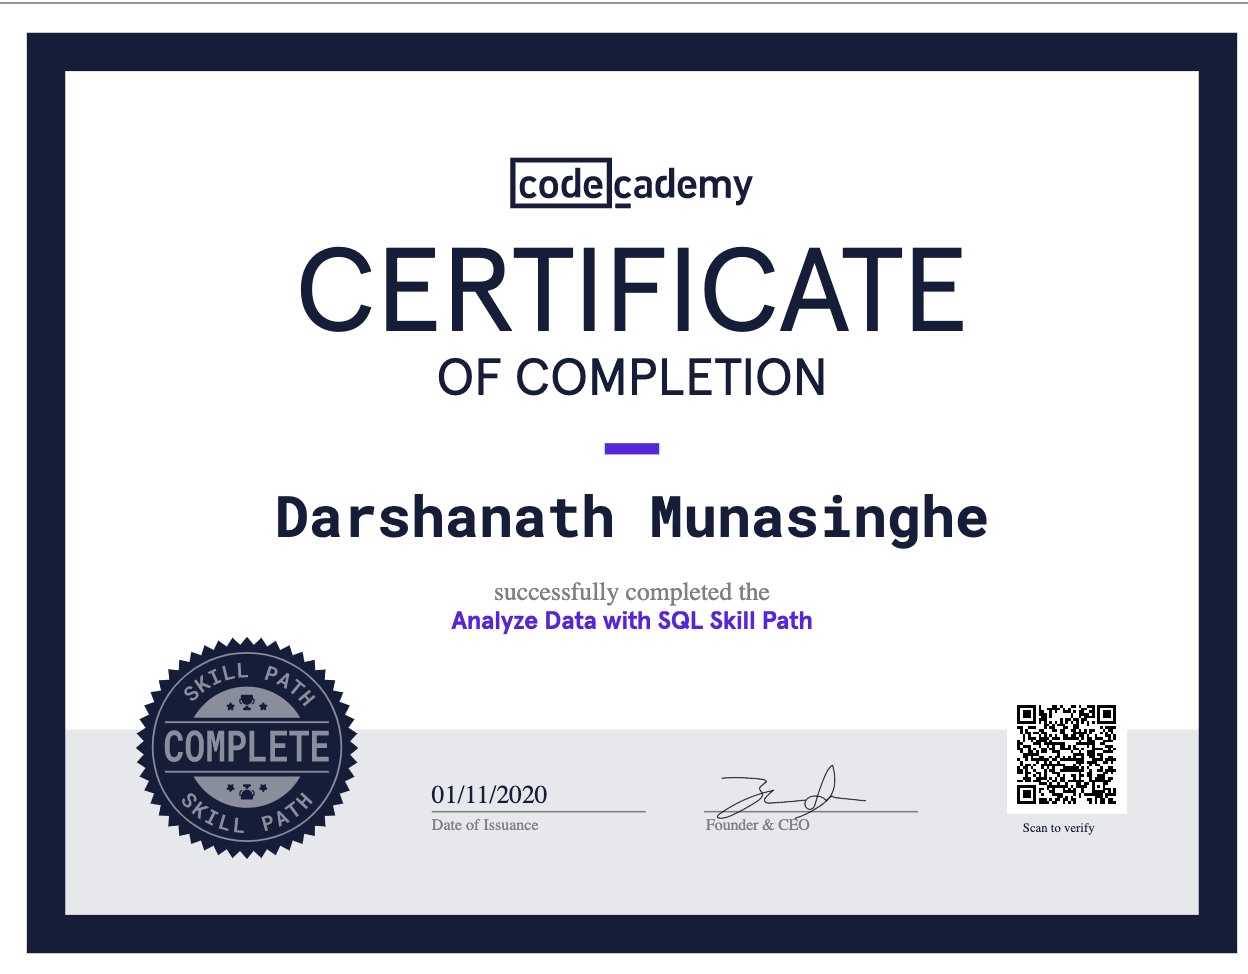 codecademy
CERTIFICATE
OF COMPLETION
Darshanath Munasinghe
successfully completed the
Analyze Data with SQL Skill Path
SKILL PATH
COMPLETE
SKILL PATH
01/11/2020
Date of Issuance
Founder & CEO
Scan to verify